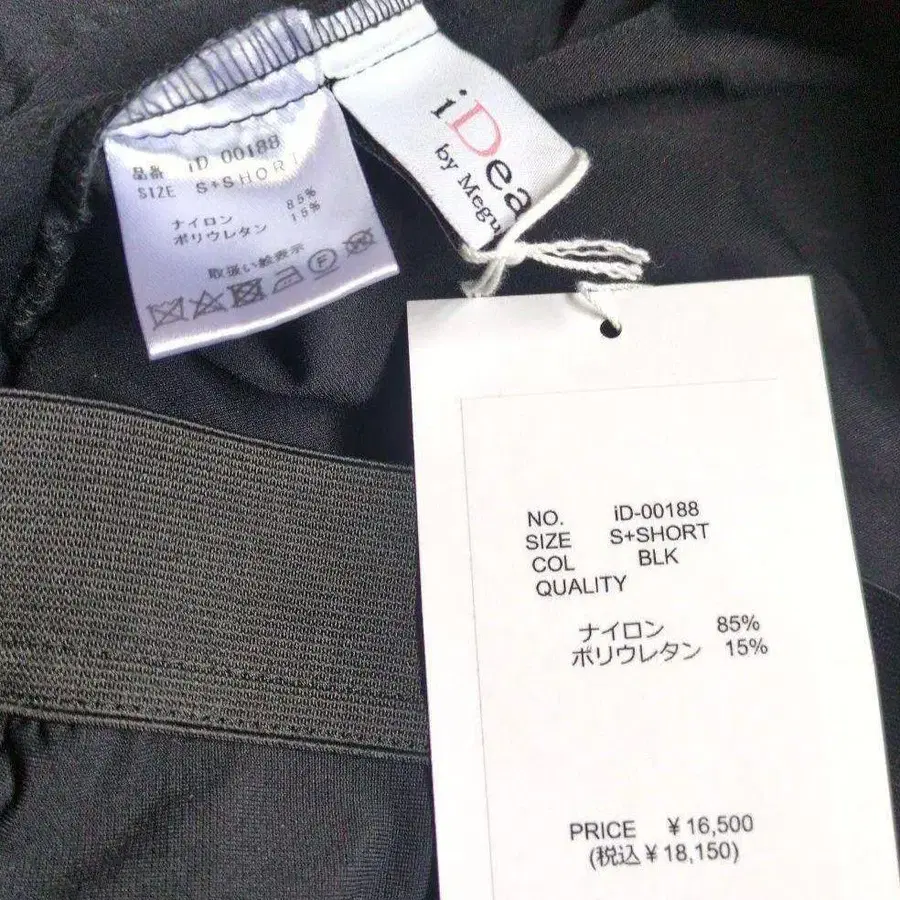 品番 iD 00188
SIZE S+SHORT
ナイロン 85%
ポリウレタン 15%
取扱い絵表示
iDea
by Megu
NO. iD-00188
SIZE S+SHORT
COL BLK
QUALITY
ナイロン 85%
ポリウレタン 15%
PRICE ¥16,500
(税込¥18,150)